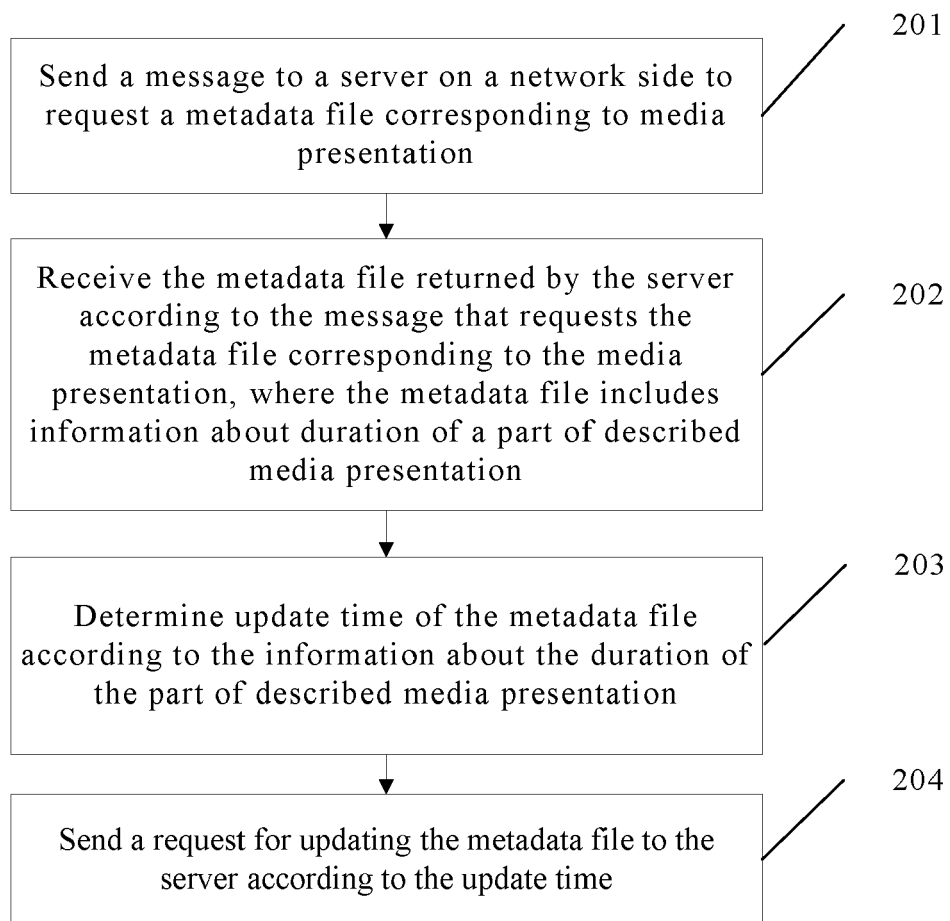 201
Send a message to a server on a network side to
request a metadata file corresponding to media
presentation
202
Receive the metadata file returned by the server
according to the message that requests the
metadata file corresponding to the media
presentation, where the metadata file includes
information about duration of a part of described
media presentation
203
Determine update time of the metadata file
according to the information about the duration of
the part of described media presentation
204
Send a request for updating the metadata file to the
server according to the update time